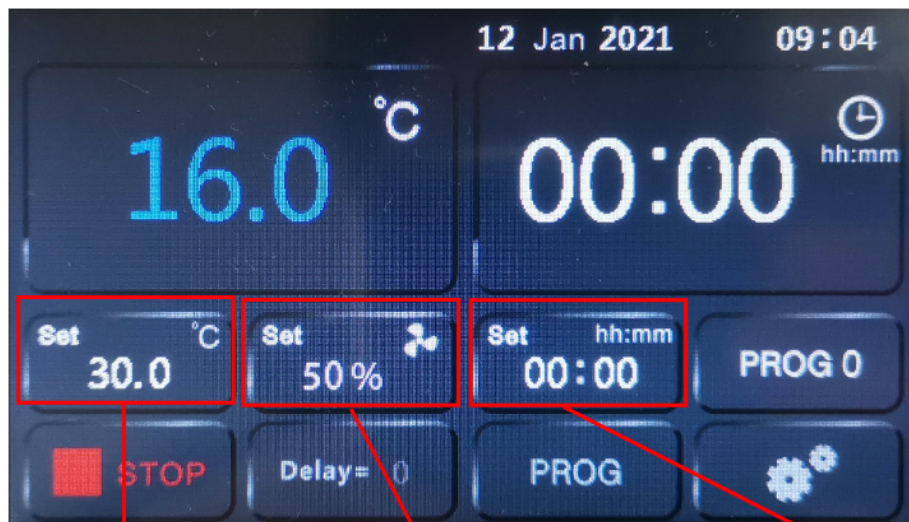 12 Jan 2021 09:04
°C
16.0
00:00
hh:mm
Set °C
30.0
Set
50%
Set hh:mm
00:00
PROG 0
STOP
Delay= 0
PROG